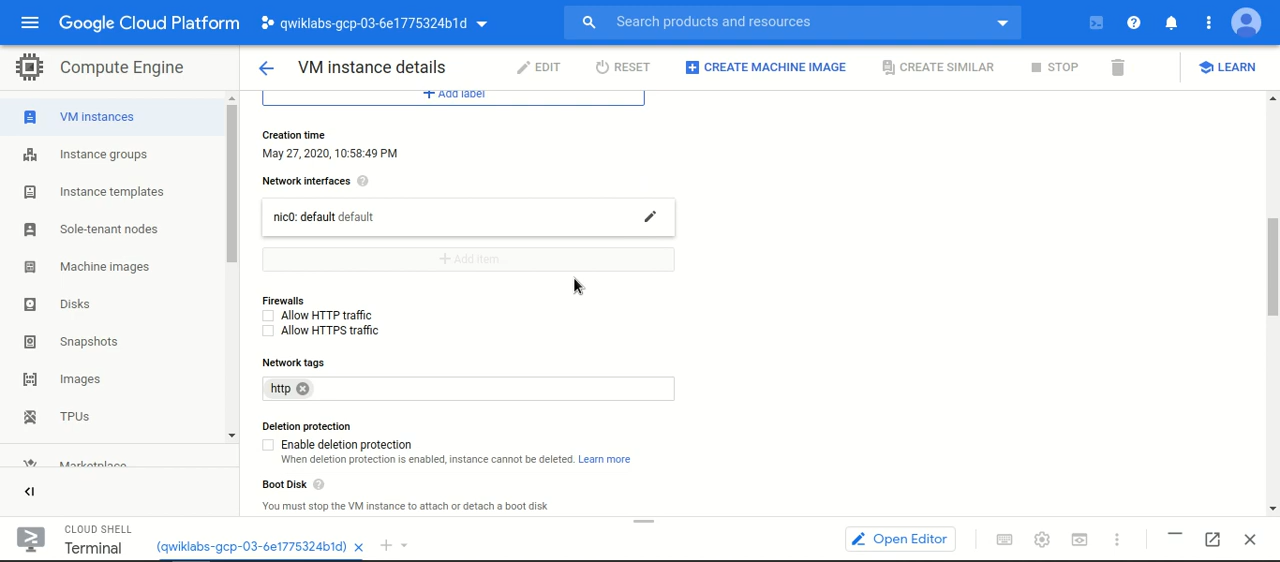 Google Cloud Platform
qwiklabs-gcp-03-6e1775324b1d
Search products and resources
Compute Engine
VM instance details
EDIT
RESET
CREATE MACHINE IMAGE
CREATE SIMILAR
STOP
LEARN
VM instances
Instance groups
Instance templates
Sole-tenant nodes
Machine images
Disks
Snapshots
Images
TPUs
Marketplace
+ Add label
Creation time
May 27, 2020, 10:58:49 PM
Network interfaces
nic0: default default
+ Add item
Firewalls
Allow HTTP traffic
Allow HTTPS traffic
Network tags
http
Deletion protection
Enable deletion protection
When deletion protection is enabled, instance cannot be deleted. Learn more
Boot Disk
You must stop the VM instance to attach or detach a boot disk
CLOUD SHELL
Terminal
(qwiklabs-gcp-03-6e1775324b1d)
Open Editor